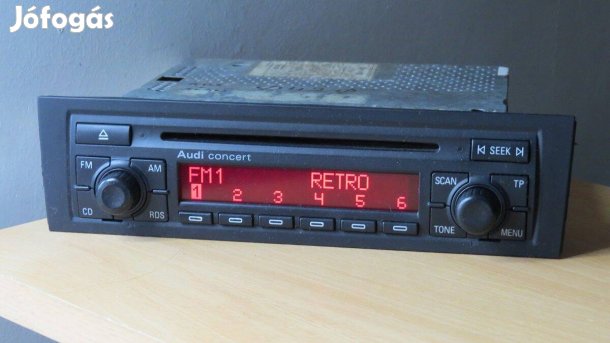 Jófogás
Audi concert
SEEK
FM AM
CD RDS
FM1 RETRO
1 2 3 4 5 6
SCAN TP
TONE MENU